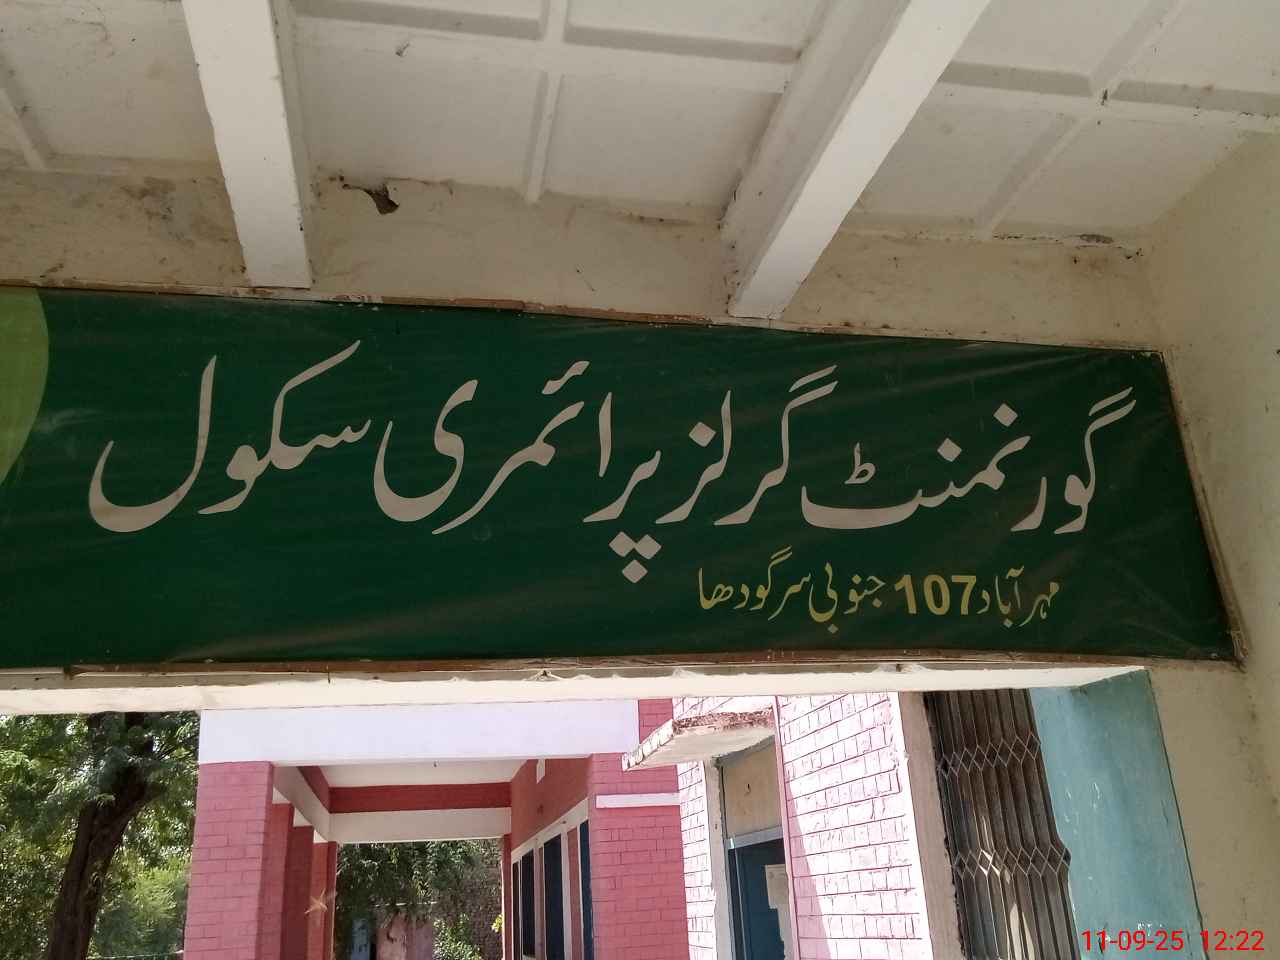 گورنمنٹ گرلز پرائمری سکول
مہر آباد 107 جنوبی سرگودھا
11-09-25 12:22